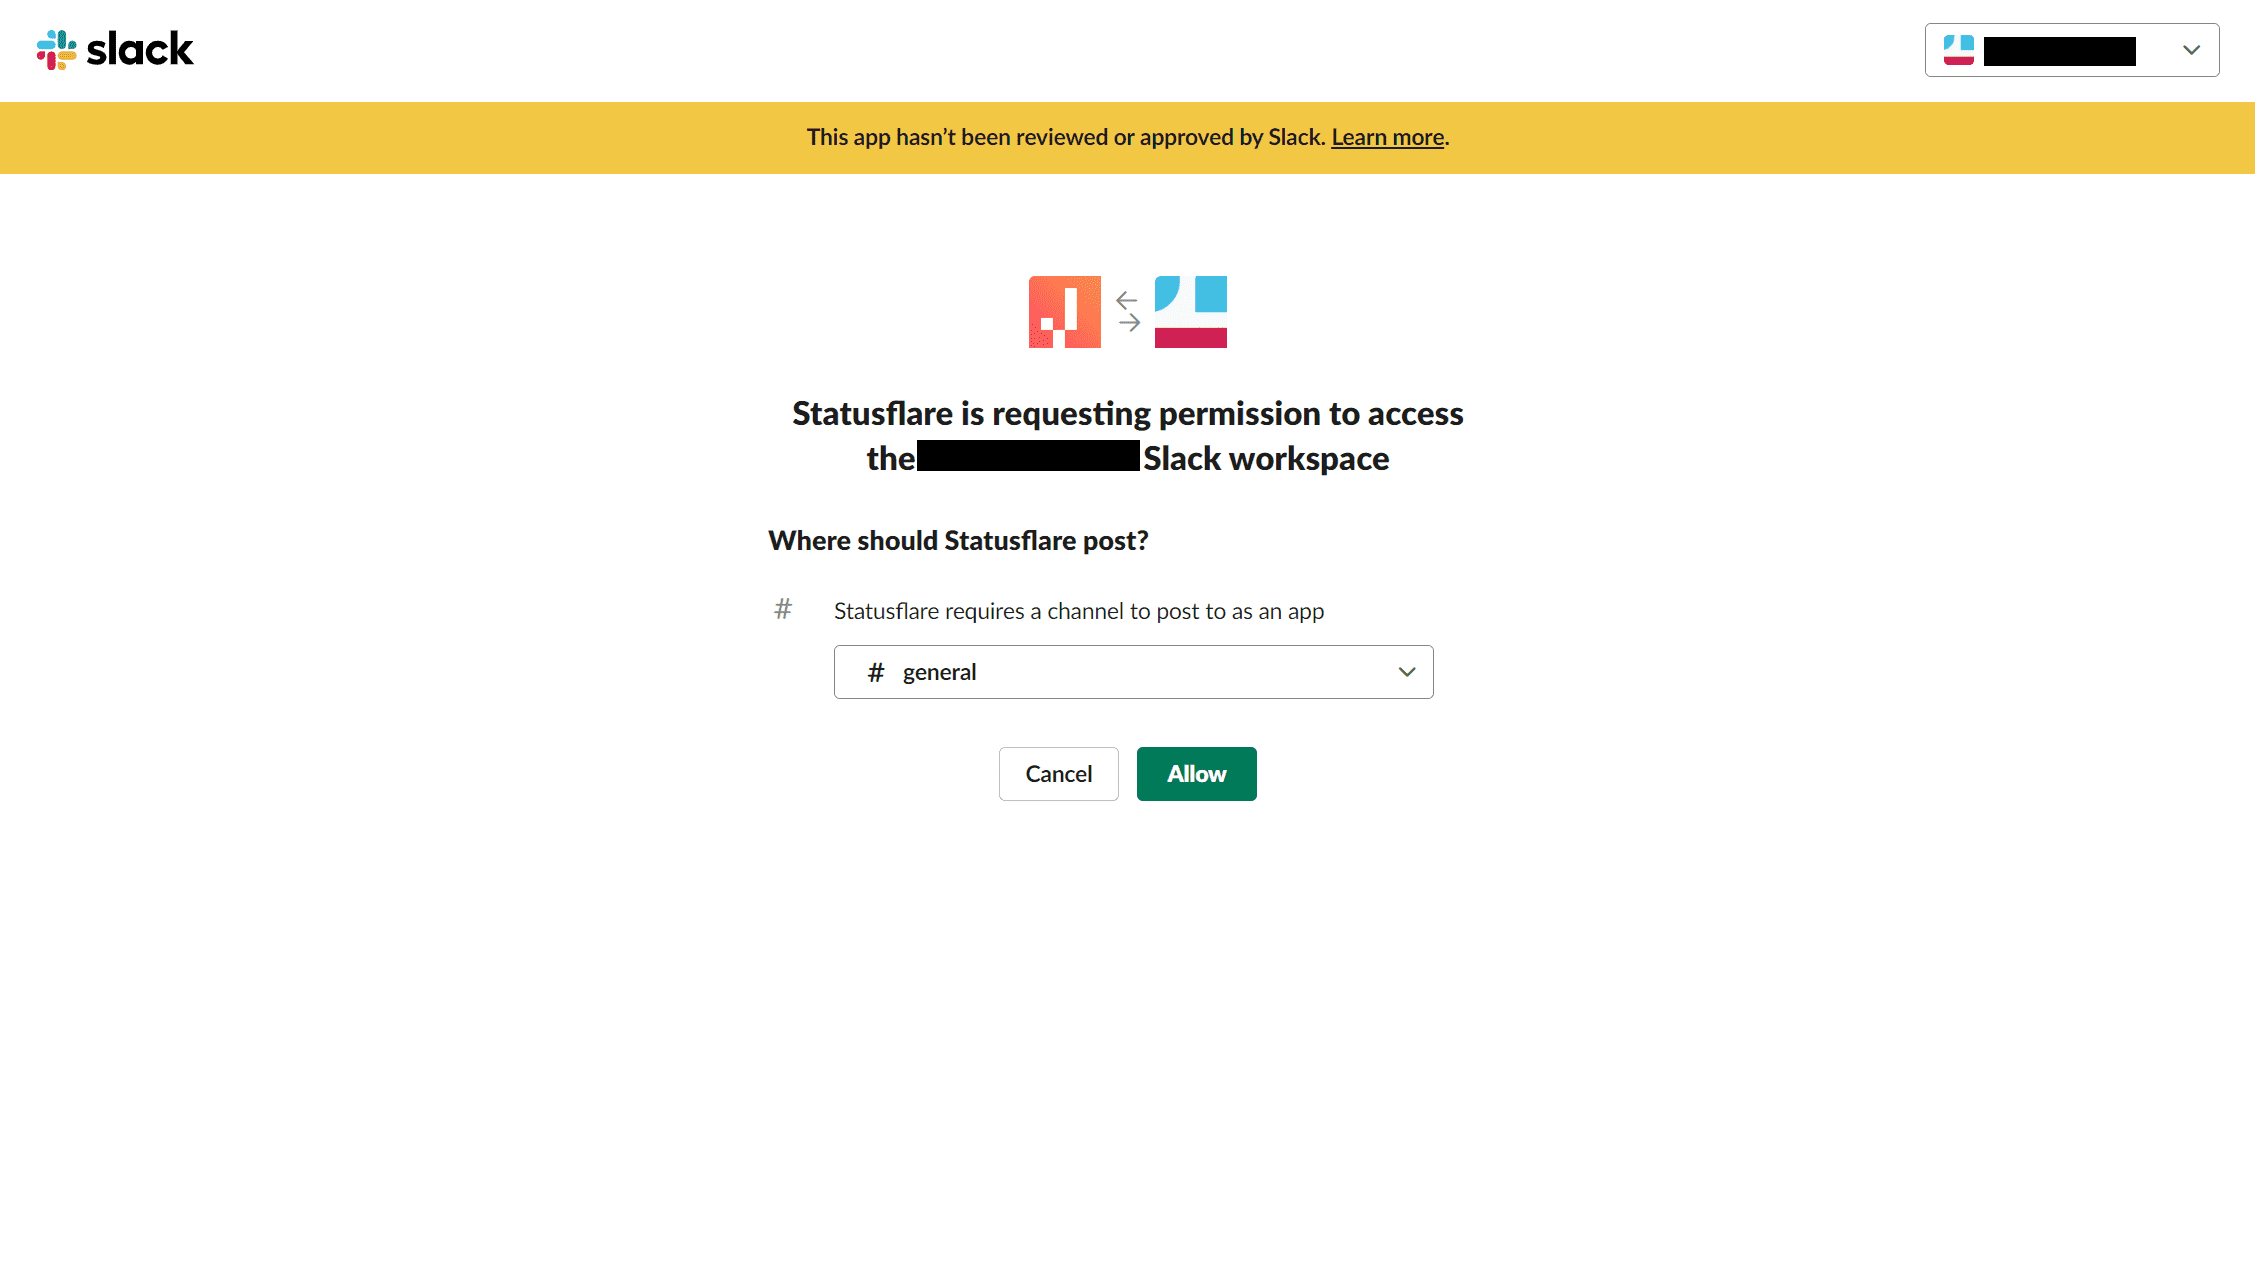 slack
This app hasn’t been reviewed or approved by Slack. Learn more.
Statusflare is requesting permission to access
the Slack workspace
Where should Statusflare post?
# Statusflare requires a channel to post to as an app
# general
Cancel Allow